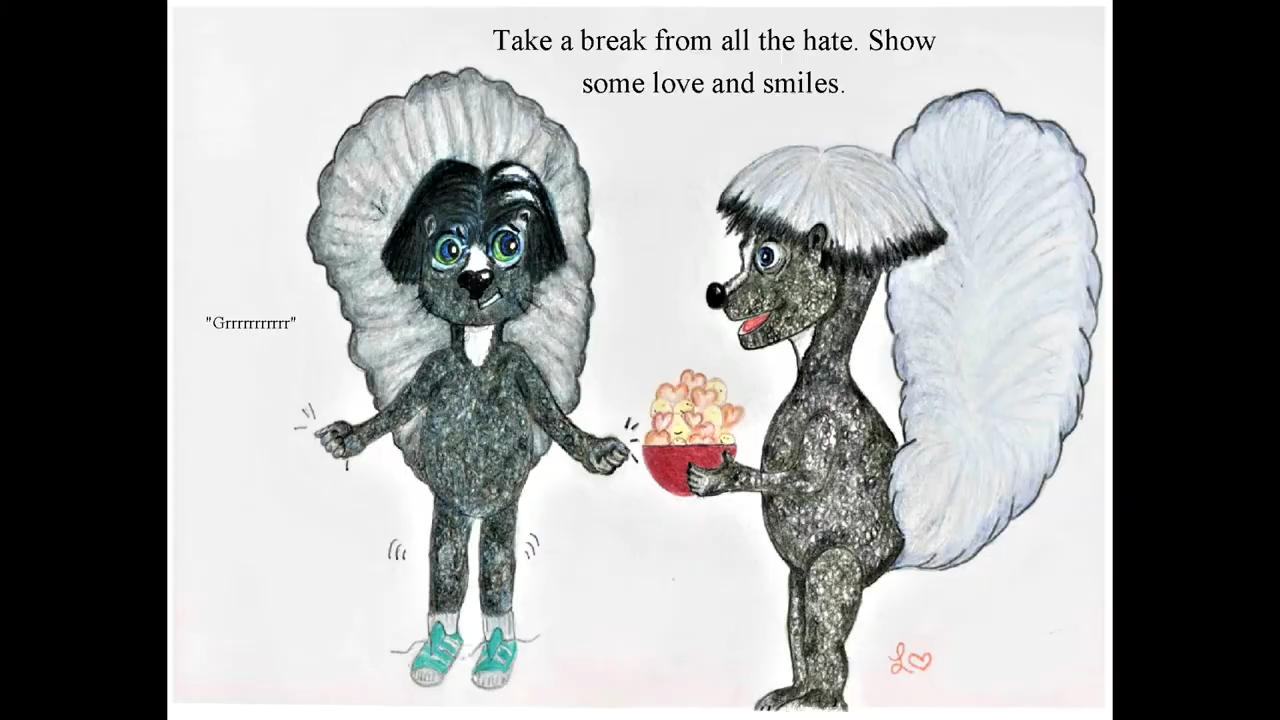 Take a break from all the hate. Show
some love and smiles.
"Grrrrrrrrrrr"
L♡